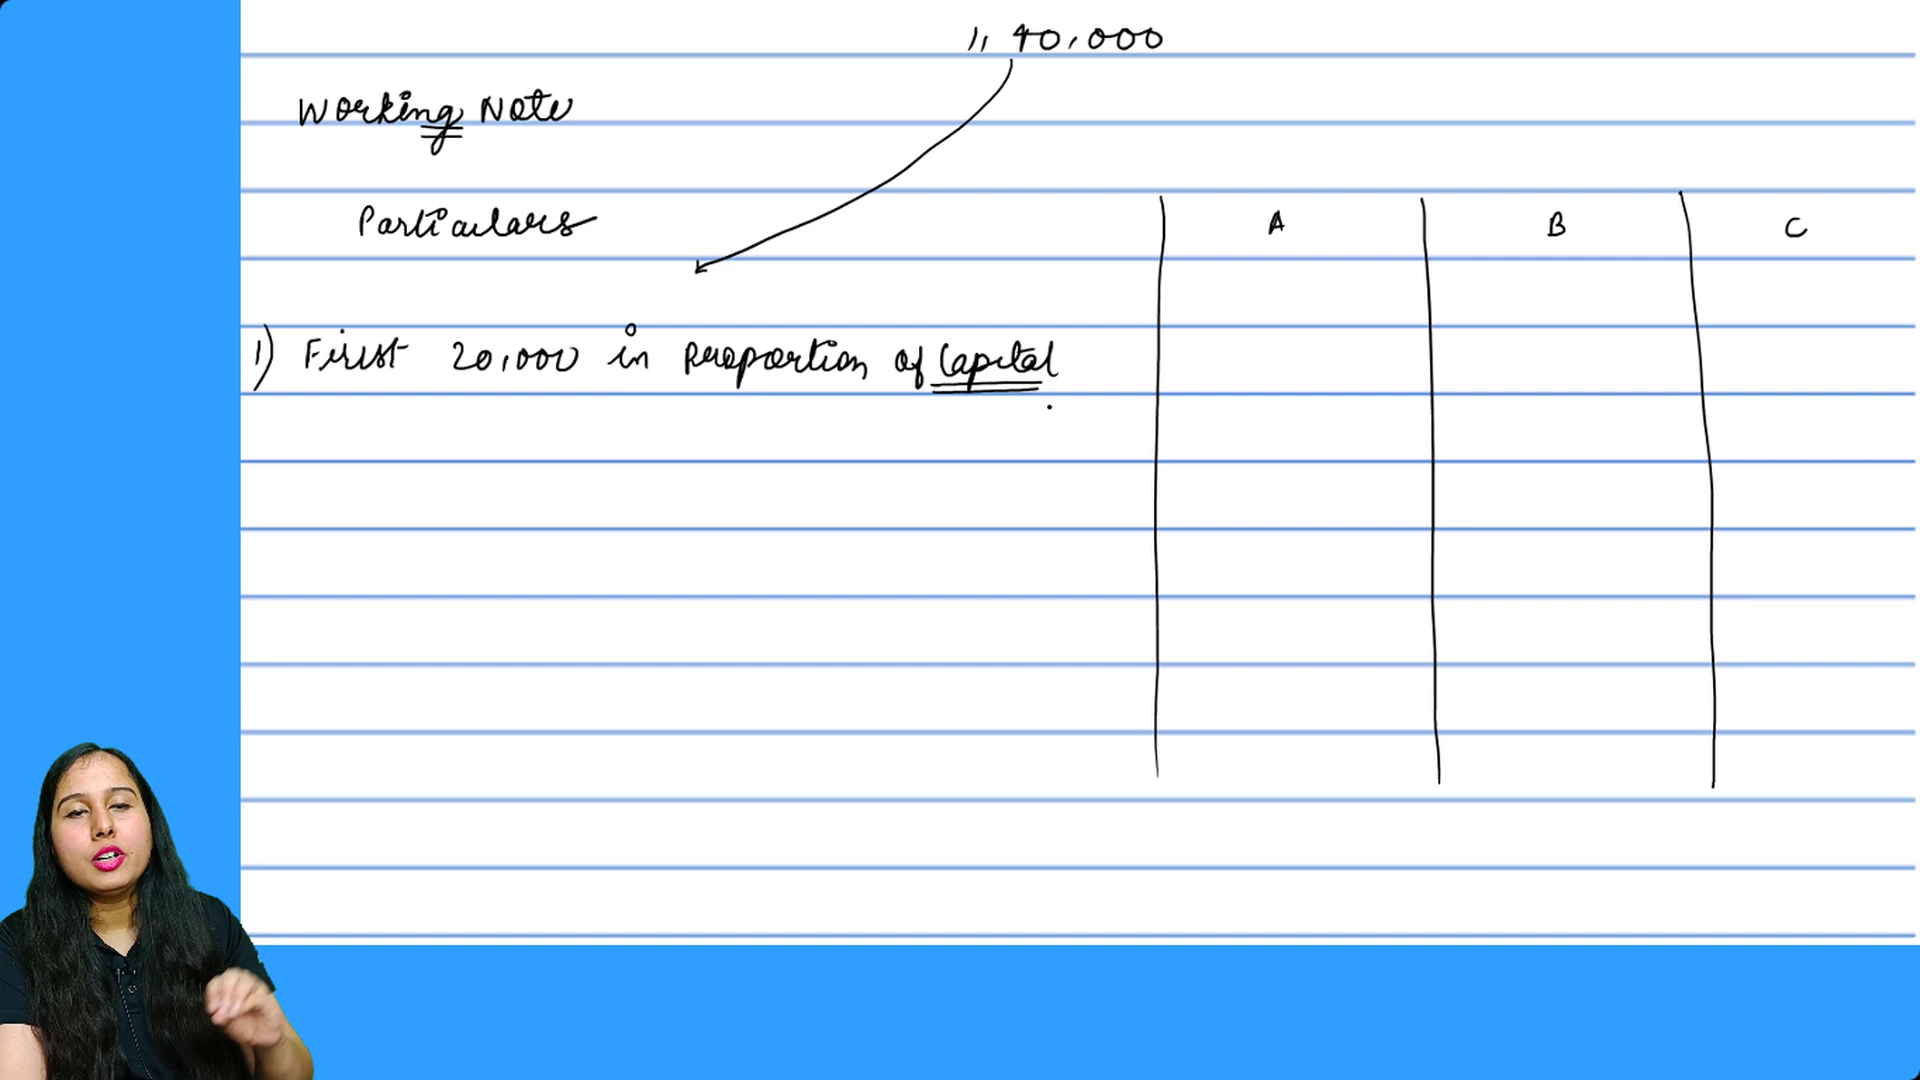 1,40,000
Working Note
Particulars A B C
1) First 20,000 in Proportion of Capital